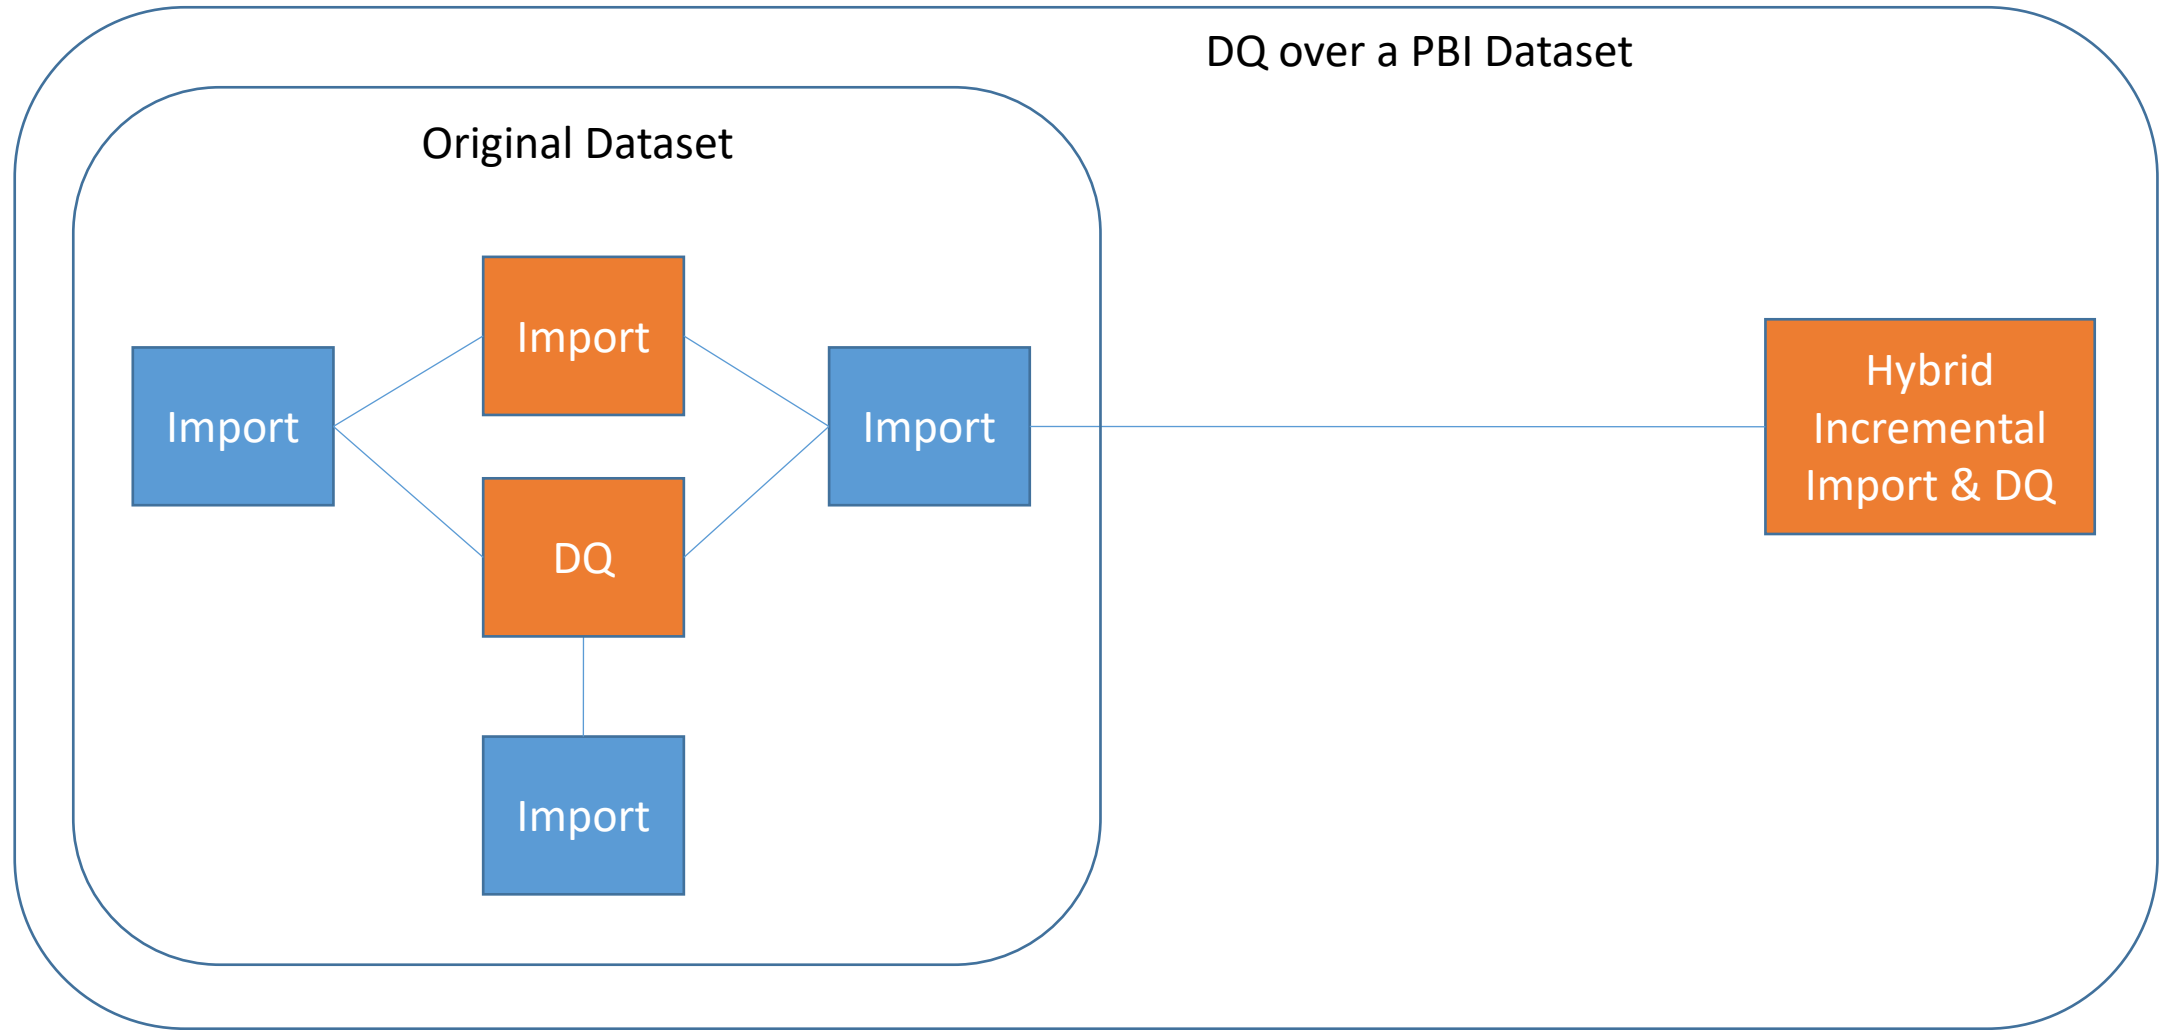 DQ over a PBI Dataset
Original Dataset
Import
Import
DQ
Import
Import
Hybrid
Incremental
Import & DQ